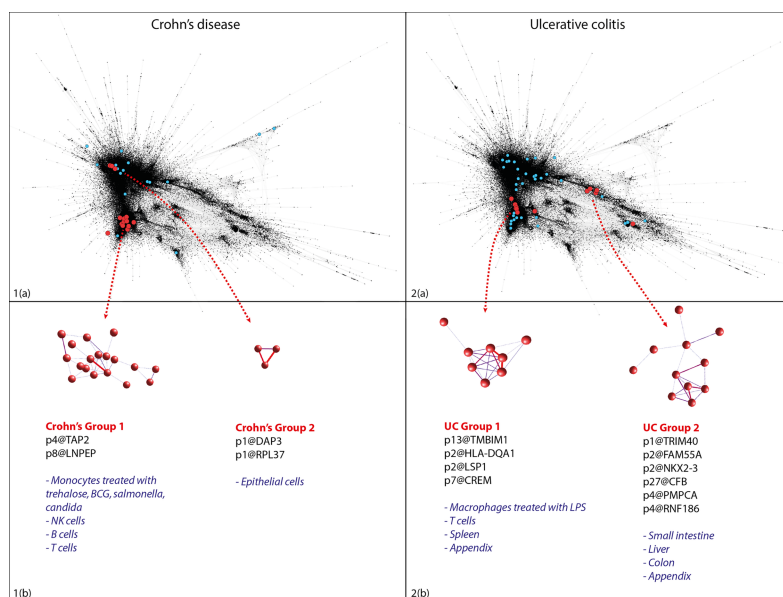 Crohn's disease
Ulcerative colitis
1(a)
2(a)
Crohn's Group 1
p4@TAP2
p8@LNPEP
- Monocytes treated with
trehalose, BCG, salmonella,
candida
- NK cells
- B cells
- T cells
Crohn's Group 2
p1@DAP3
p1@RPL37
- Epithelial cells
1(b)
UC Group 1
p13@TMBIM1
p2@HLA-DQA1
p2@LSP1
p7@CREM
- Macrophages treated with LPS
- T cells
- Spleen
- Appendix
UC Group 2
p1@TRIM40
p2@FAM55A
p2@NKX2-3
p27@CFB
p4@PMPCA
p4@RNF186
- Small intestine
- Liver
- Colon
- Appendix
2(b)